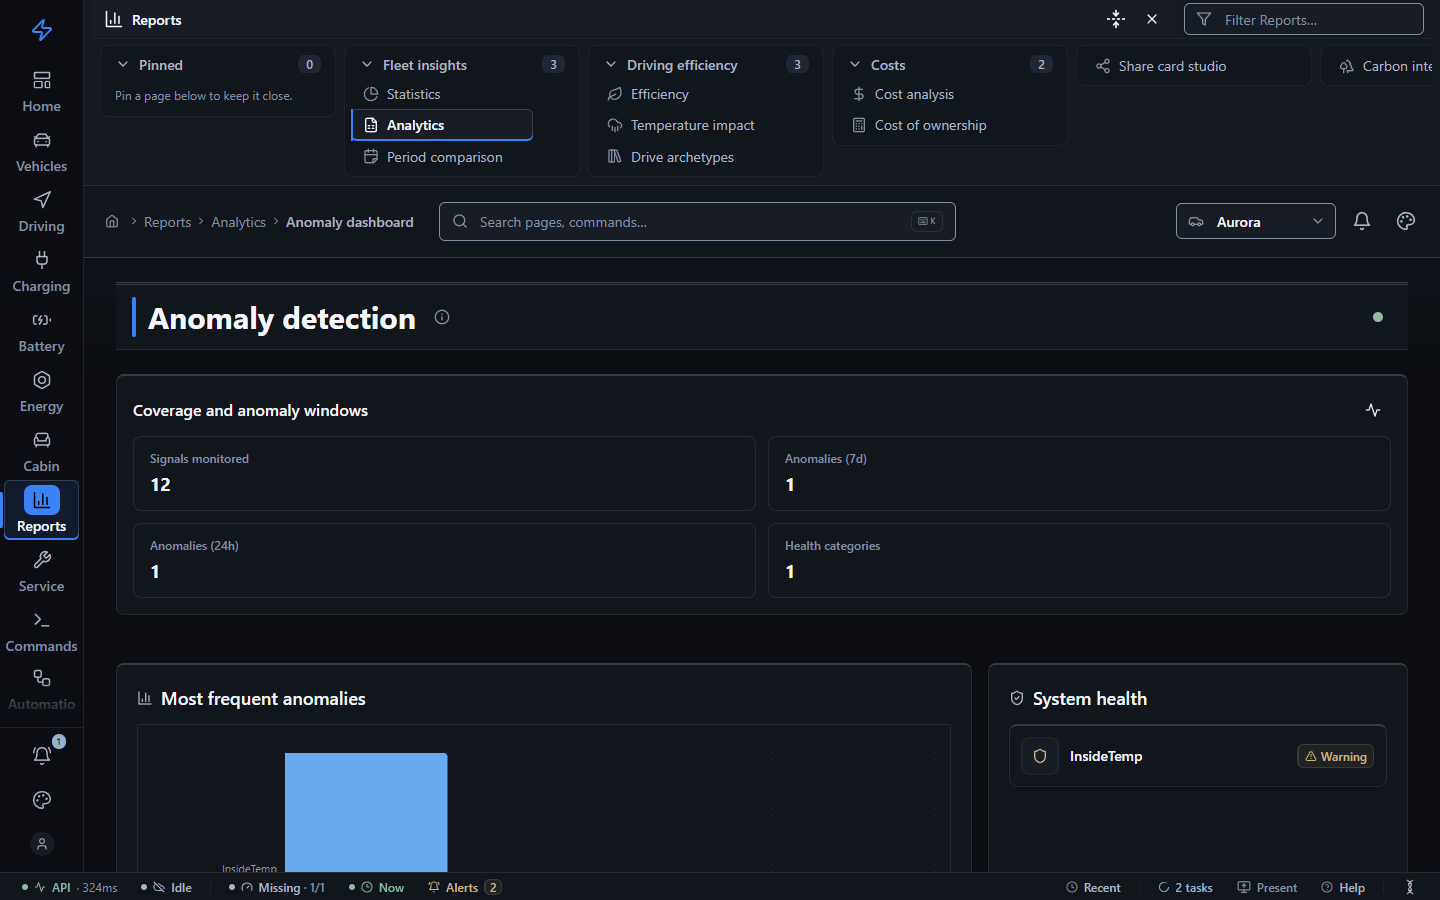 Reports
Filter Reports...
Pinned 0
Pin a page below to keep it close.
Fleet insights 3
Statistics
Analytics
Period comparison
Driving efficiency 3
Efficiency
Temperature impact
Drive archetypes
Costs 2
Cost analysis
Cost of ownership
Share card studio
Carbon inte
Home
Vehicles
Driving
Charging
Battery
Energy
Cabin
Reports
Service
Commands
Automatio
1
Reports > Analytics > Anomaly dashboard
Search pages, commands...
K
Aurora
Anomaly detection
Coverage and anomaly windows
Signals monitored
12
Anomalies (7d)
1
Anomalies (24h)
1
Health categories
1
Most frequent anomalies
InsideTemp
System health
InsideTemp
Warning
API · 324ms
Idle
Missing · 1/1
Now
Alerts 2
Recent
2 tasks
Present
Help